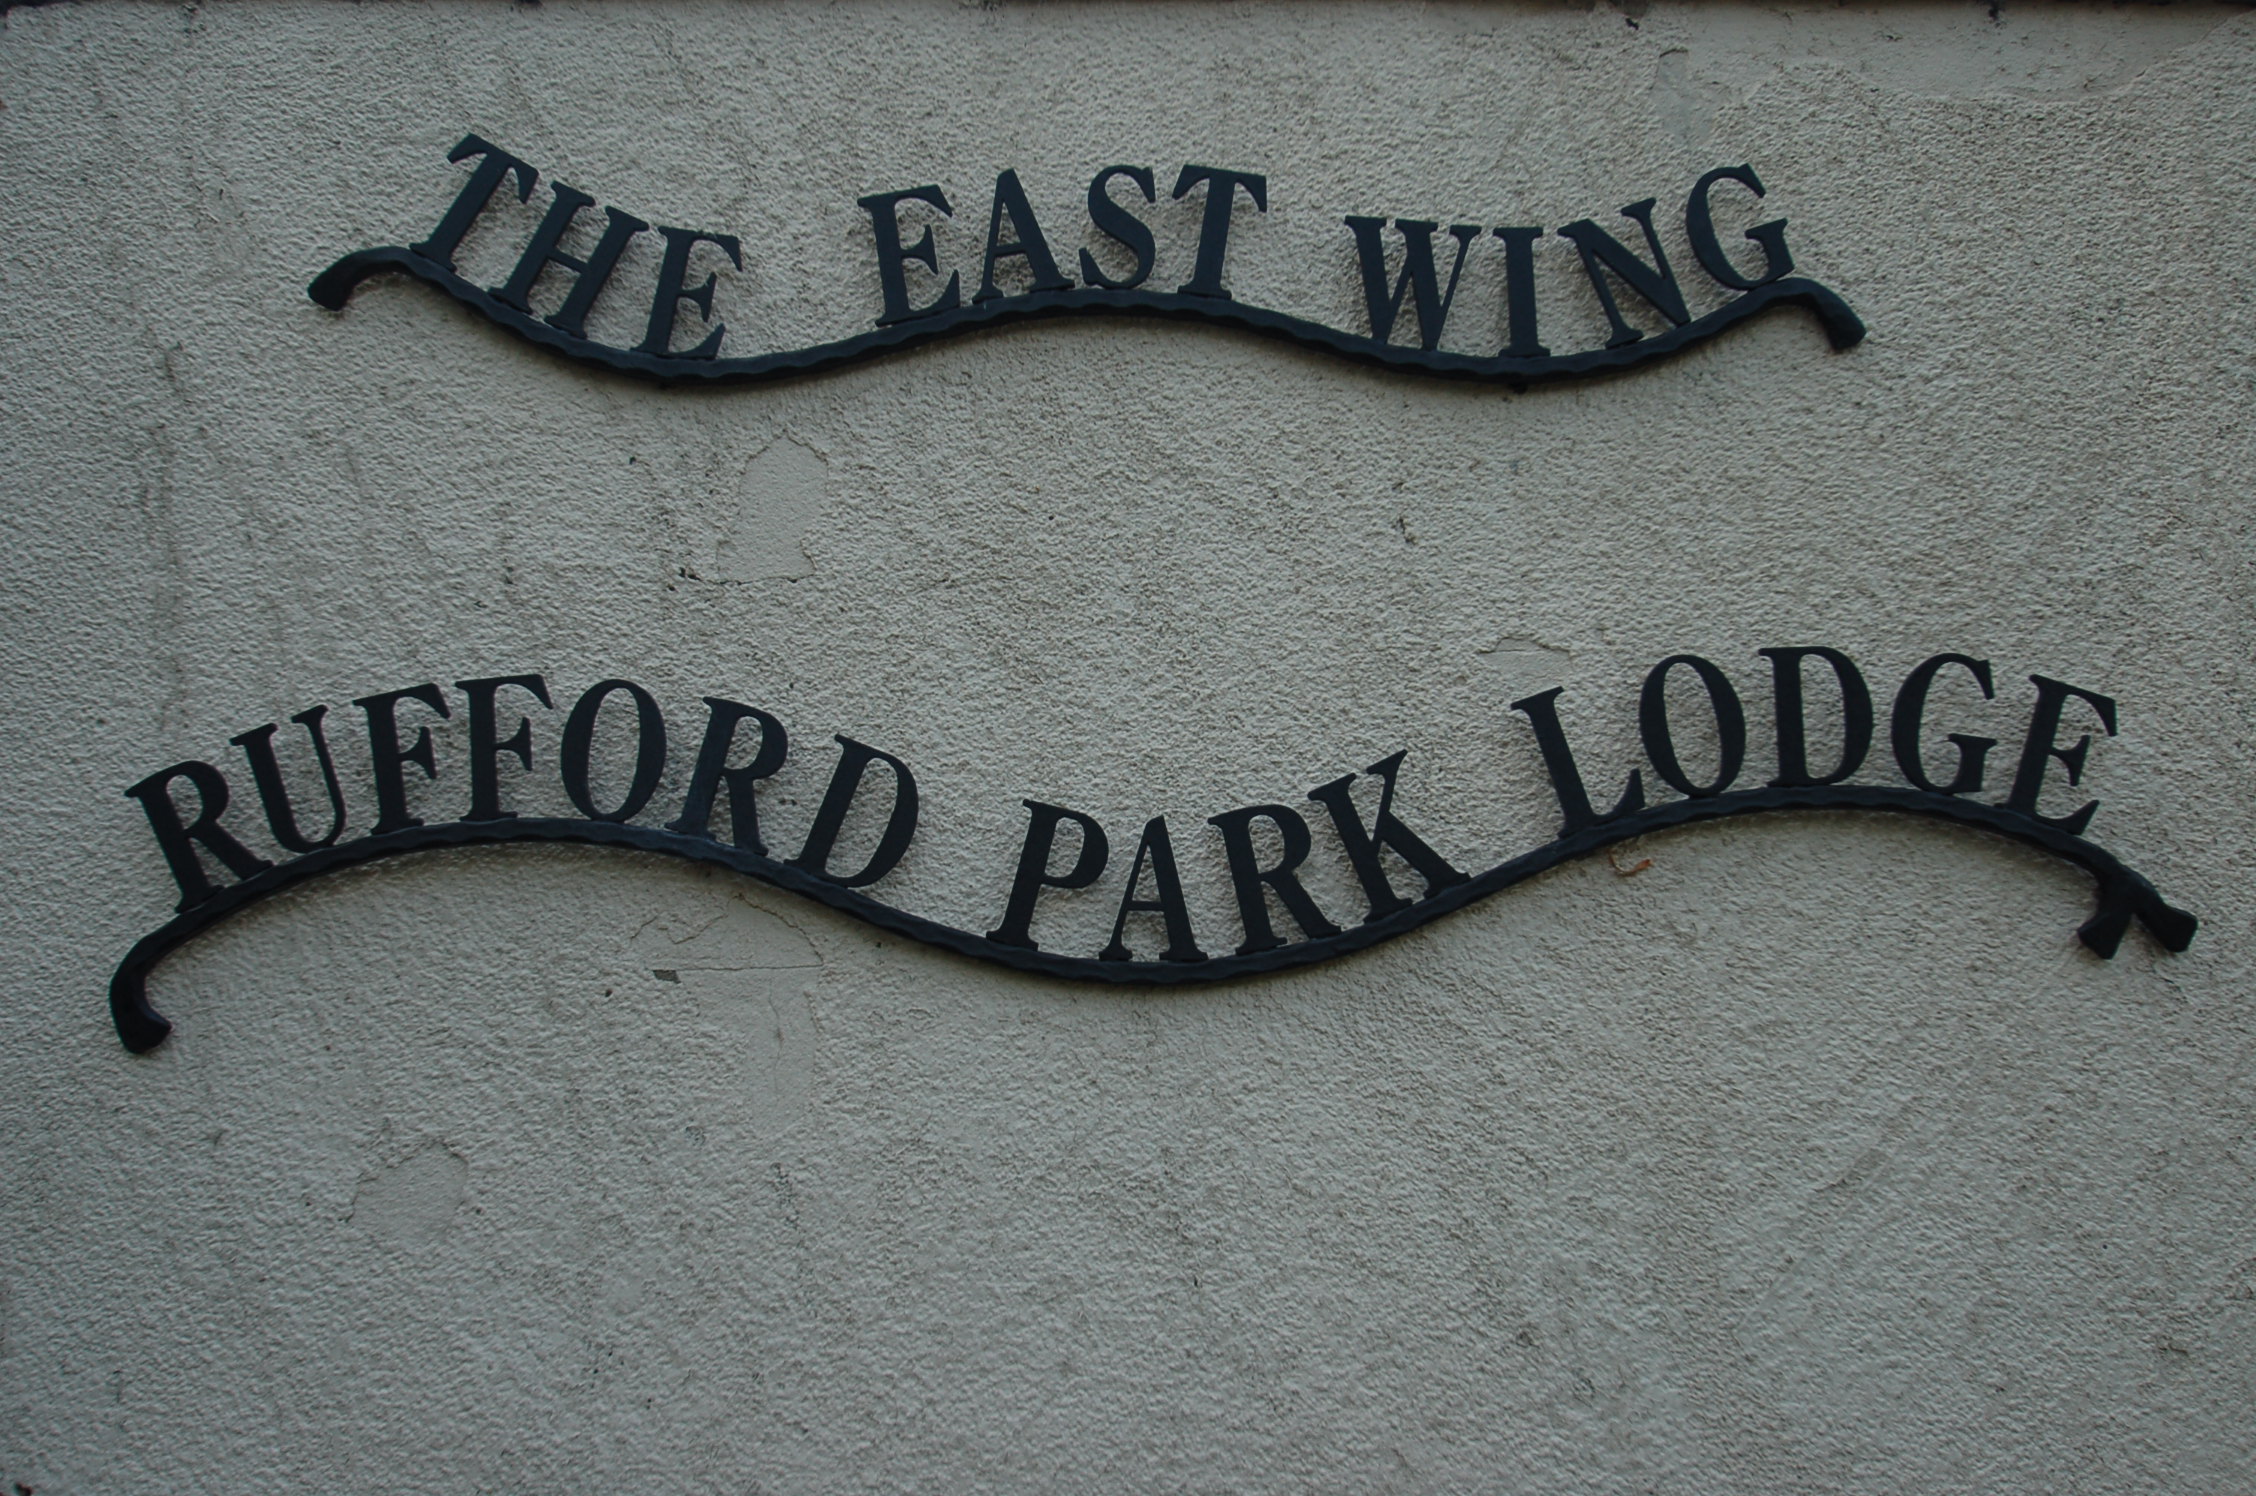 THE EAST WING
RUFFORD PARK LODGE